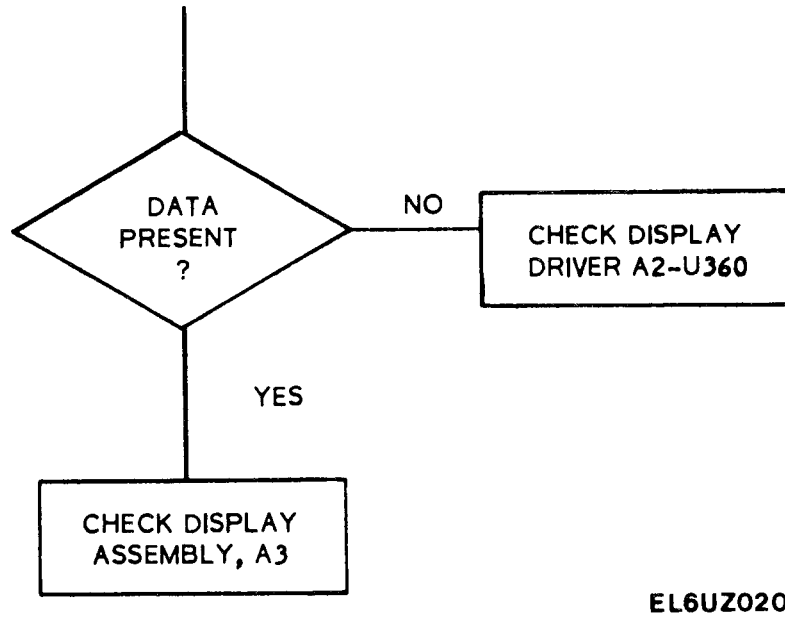 DATA
PRESENT
?
NO
CHECK DISPLAY
DRIVER A2-U360
YES
CHECK DISPLAY
ASSEMBLY, A3
EL6UZ020